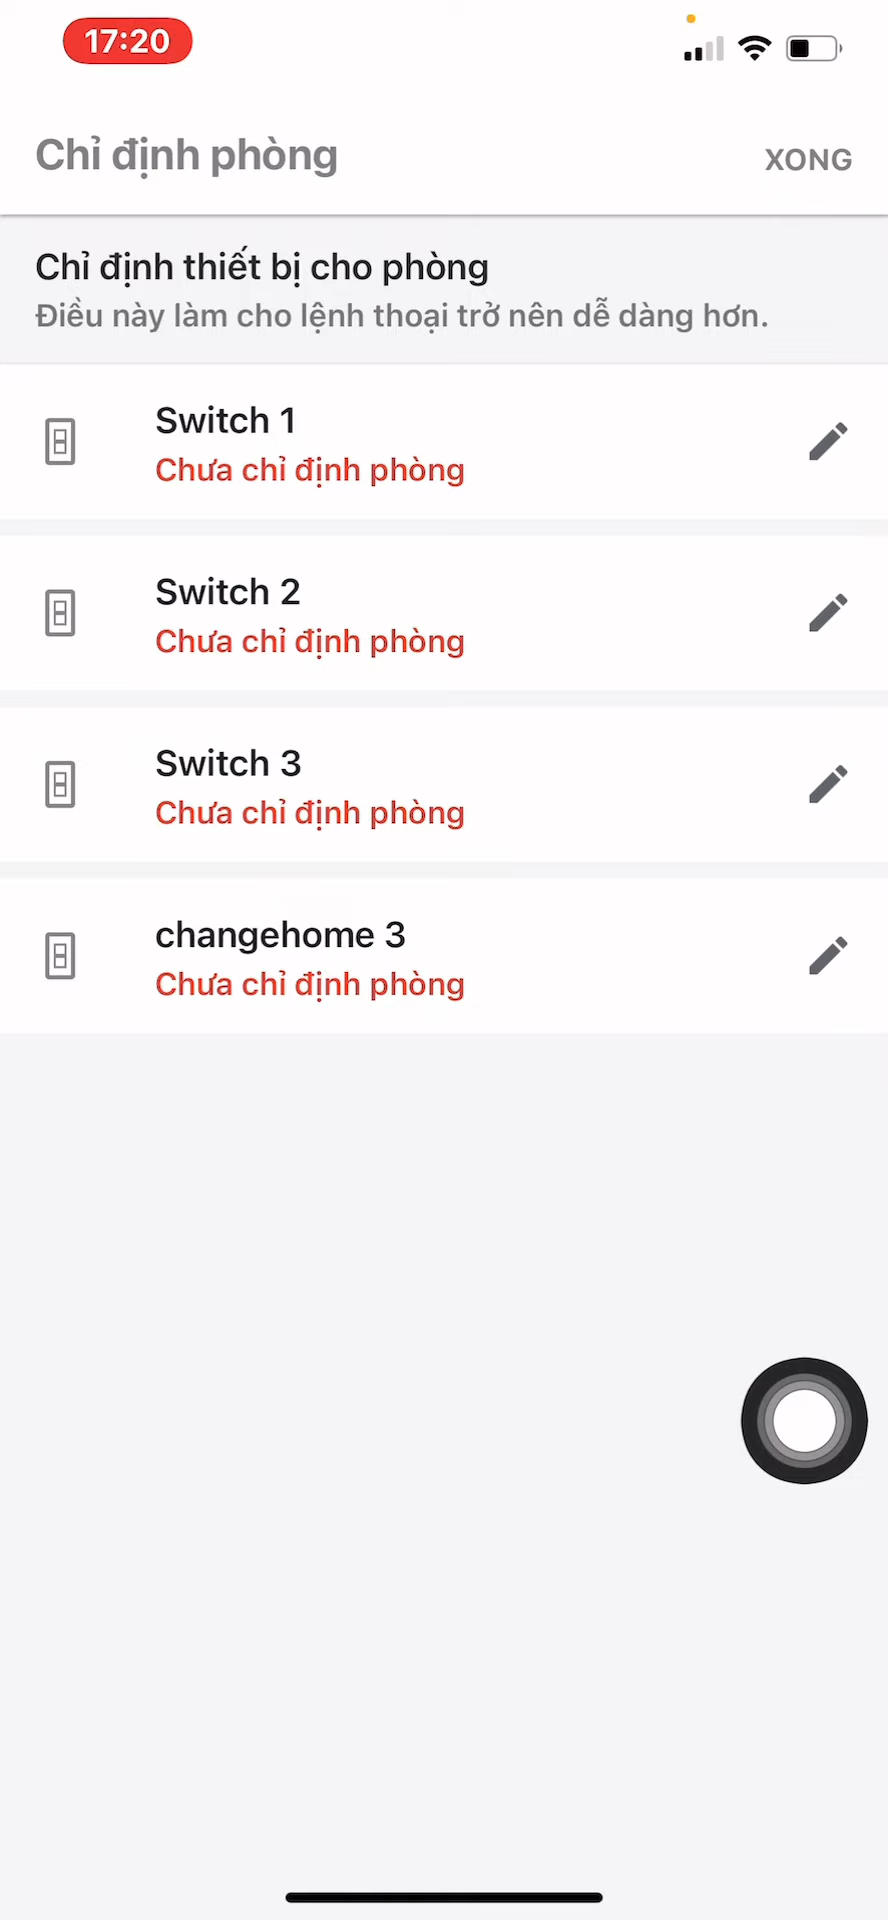 17:20
Chỉ định phòng
XONG
Chỉ định thiết bị cho phòng
Điều này làm cho lệnh thoại trở nên dễ dàng hơn.
Switch 1
Chưa chỉ định phòng
Switch 2
Chưa chỉ định phòng
Switch 3
Chưa chỉ định phòng
changehome 3
Chưa chỉ định phòng